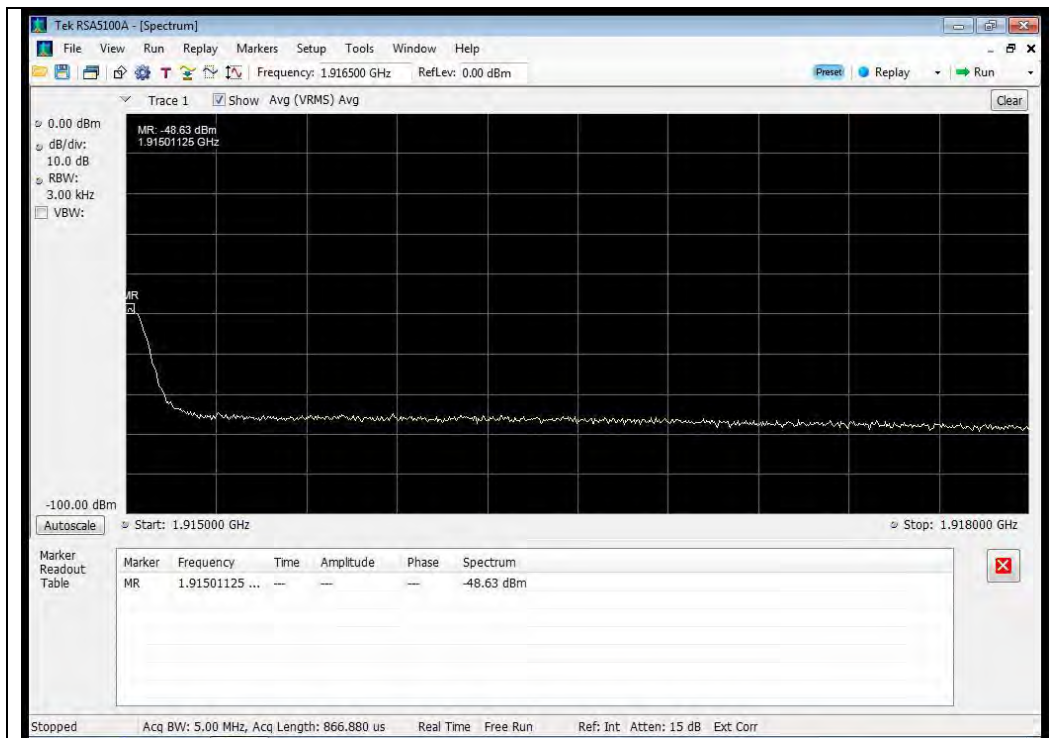 Tek RSA5100A - [Spectrum]
File View Run Replay Markers Setup Tools Window Help
T Frequency: 1.916500 GHz RefLev: 0.00 dBm Preset Replay Run
Trace 1 Show Avg (VRMS) Avg Clear
0.00 dBm
dB/div:
10.0 dB
RBW:
3.00 kHz
VBW:
MR: -48.63 dBm
1.91501125 GHz
MR
-100.00 dBm
Autoscale Start: 1.915000 GHz Stop: 1.918000 GHz
Marker
Readout
Table
Marker Frequency Time Amplitude Phase Spectrum
MR 1.91501125 ... --- --- --- -48.63 dBm
Stopped Acq BW: 5.00 MHz, Acq Length: 866.880 us Real Time Free Run Ref: Int Atten: 15 dB Ext Corr